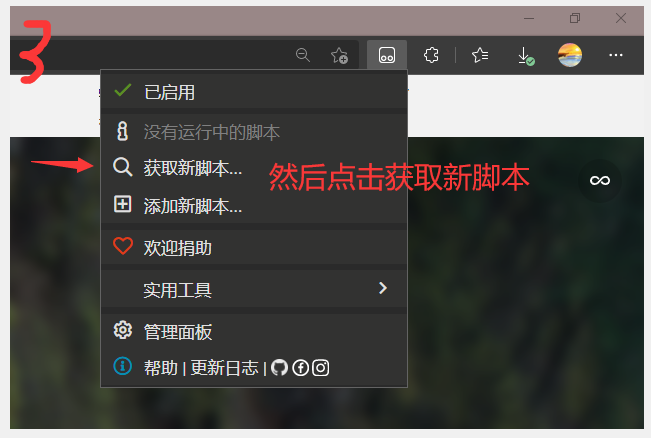 3
已启用
没有运行中的脚本
获取新脚本...
然后点击获取新脚本
添加新脚本...
欢迎捐助
实用工具
管理面板
帮助 | 更新日志 |